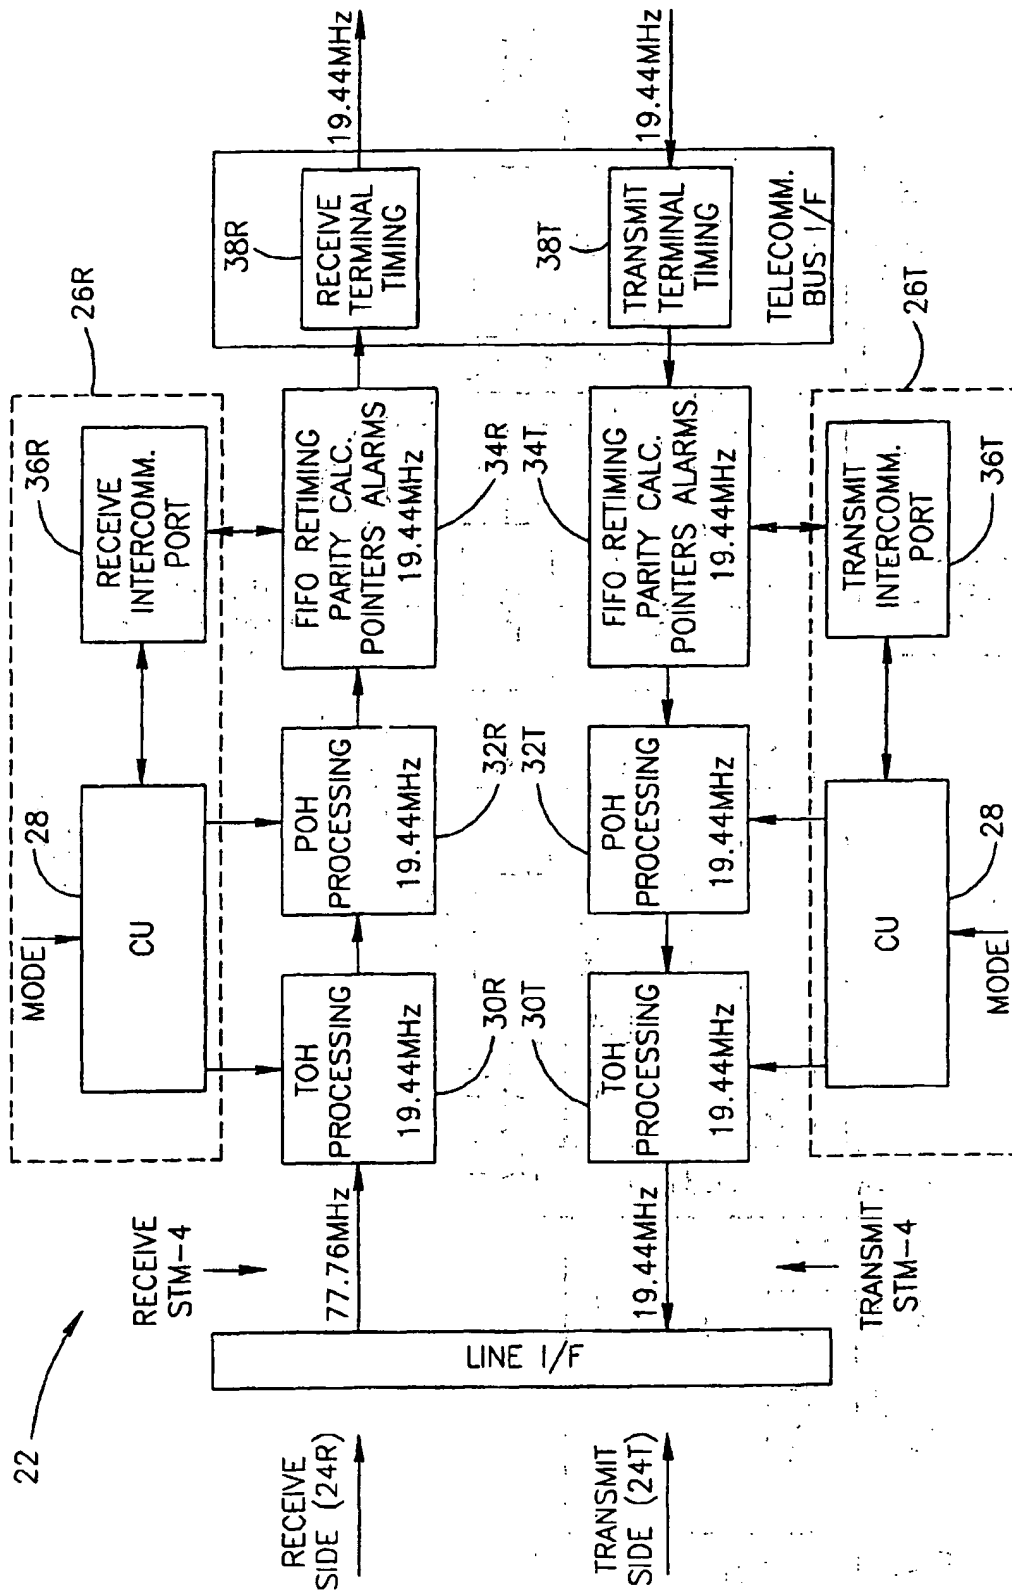 22
RECEIVE
SIDE (24R)
TRANSMIT
SIDE (24T)
LINE I/F
RECEIVE
STM-4
77.76MHz
19.44MHz
TRANSMIT
STM-4
MODE
CU
28
26R
RECEIVE
INTERCOMM.
PORT
36R
TOH
PROCESSING
19.44MHz
30R
POH
PROCESSING
19.44MHz
32R
FIFO RETIMING
PARITY CALC.
POINTERS ALARMS
19.44MHz
34R
RECEIVE
TERMINAL
TIMING
38R
19.44MHz
TOH
PROCESSING
19.44MHz
30T
POH
PROCESSING
19.44MHz
32T
FIFO RETIMING
PARITY CALC.
POINTERS ALARMS
19.44MHz
34T
TRANSMIT
TERMINAL
TIMING
38T
19.44MHz
TELECOMM.
BUS I/F
MODE
CU
28
TRANSMIT
INTERCOMM.
PORT
36T
26T